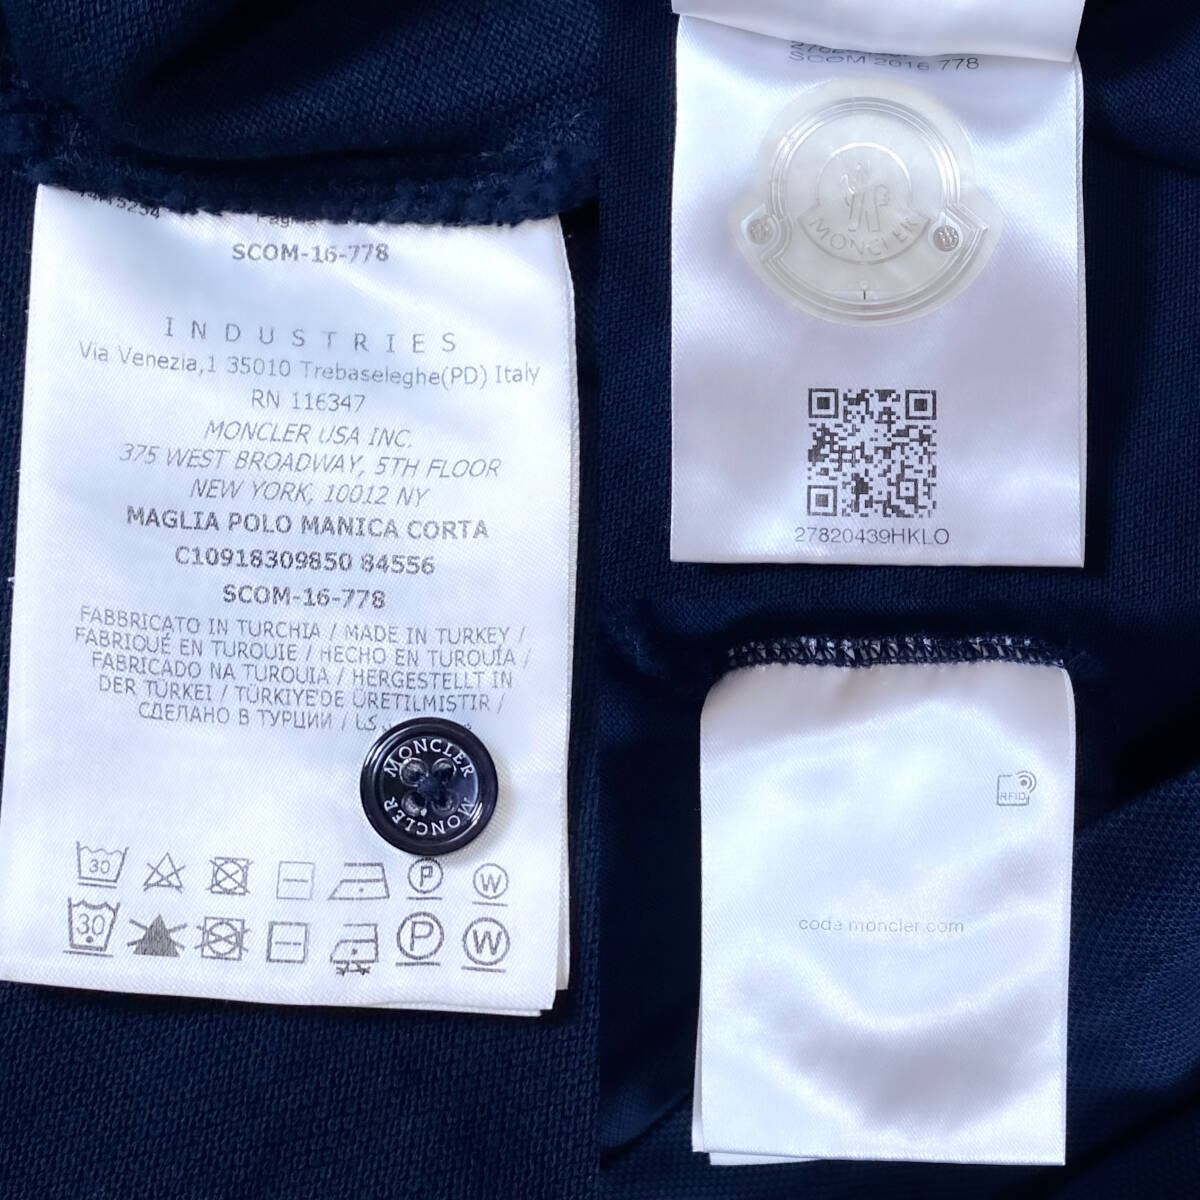 SCOM-16-778
INDUSTRIES
Via Venezia,1 35010 Trebaseleghe(PD) Italy
RN 116347
MONCLER USA INC.
375 WEST BROADWAY, 5TH FLOOR
NEW YORK, 10012 NY
MAGLIA POLO MANICA CORTA
C10918309850 84556
SCOM-16-778
FABBRICATO IN TURCHIA / MADE IN TURKEY /
FABRIQUÉ EN TURQUIE / HECHO EN TURQUÍA /
FABRICADO NA TURQUIA / HERGESTELLT IN
DER TÜRKEI / TÜRKİYE'DE ÜRETILMISTIR /
СДЕЛАНО В ТУРЦИИ /
MONCLER
MONCLER
30 P W
30 P W
SCOM 2016 778
MONCLER
27820439HKLO
RFID
code.moncler.com